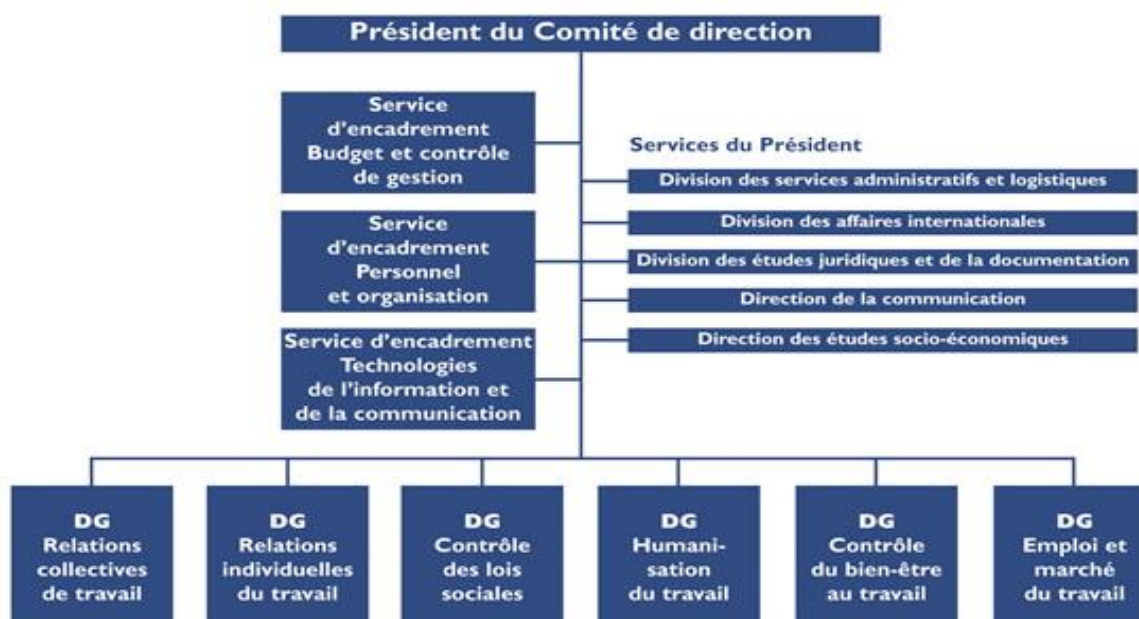 Président du Comité de direction
Service
d'encadrement
Budget et contrôle
de gestion
Services du Président
Division des services administratifs et logistiques
Division des affaires internationales
Division des études juridiques et de la documentation
Direction de la communication
Direction des études socio-économiques
Service
d'encadrement
Personnel
et organisation
Service d'encadrement
Technologies
de l'information et
de la communication
DG
Relations
collectives
de travail
DG
Relations
individuelles
du travail
DG
Contrôle
des lois
sociales
DG
Humani-
sation
du travail
DG
Contrôle
du bien-être
au travail
DG
Emploi et
marché
du travail